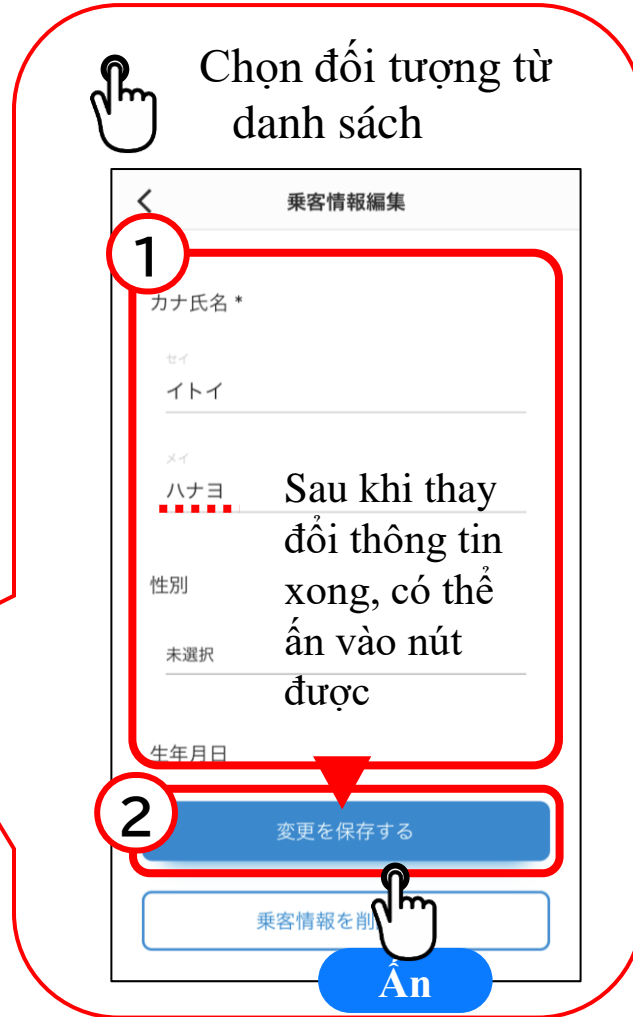 Chọn đối tượng từ
danh sách
乗客情報編集
1
カナ氏名 *
セイ
イトイ
メイ
ハナヨ
Sau khi thay
đổi thông tin
xong, có thể
ấn vào nút
được
性別
未選択
生年月日
2
変更を保存する
乗客情報を削
Ấn